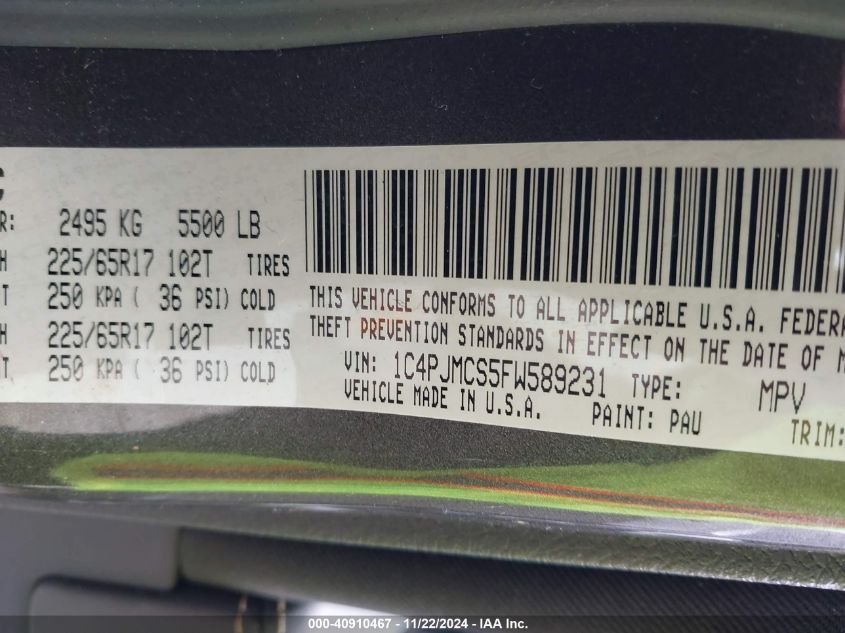 G
R: 2495 KG 5500 LB
H 225/65R17 102T TIRES
T 250 KPA ( 36 PSI) COLD
H 225/65R17 102T TIRES
T 250 KPA ( 36 PSI) COLD
THIS VEHICLE CONFORMS TO ALL APPLICABLE U.S.A. FEDERA
THEFT PREVENTION STANDARDS IN EFFECT ON THE DATE OF M
VIN: 1C4PJMCS5FW589231 TYPE: MPV
VEHICLE MADE IN U.S.A. PAINT: PAU TRIM:
000-40910467 - 11/22/2024 - IAA Inc.